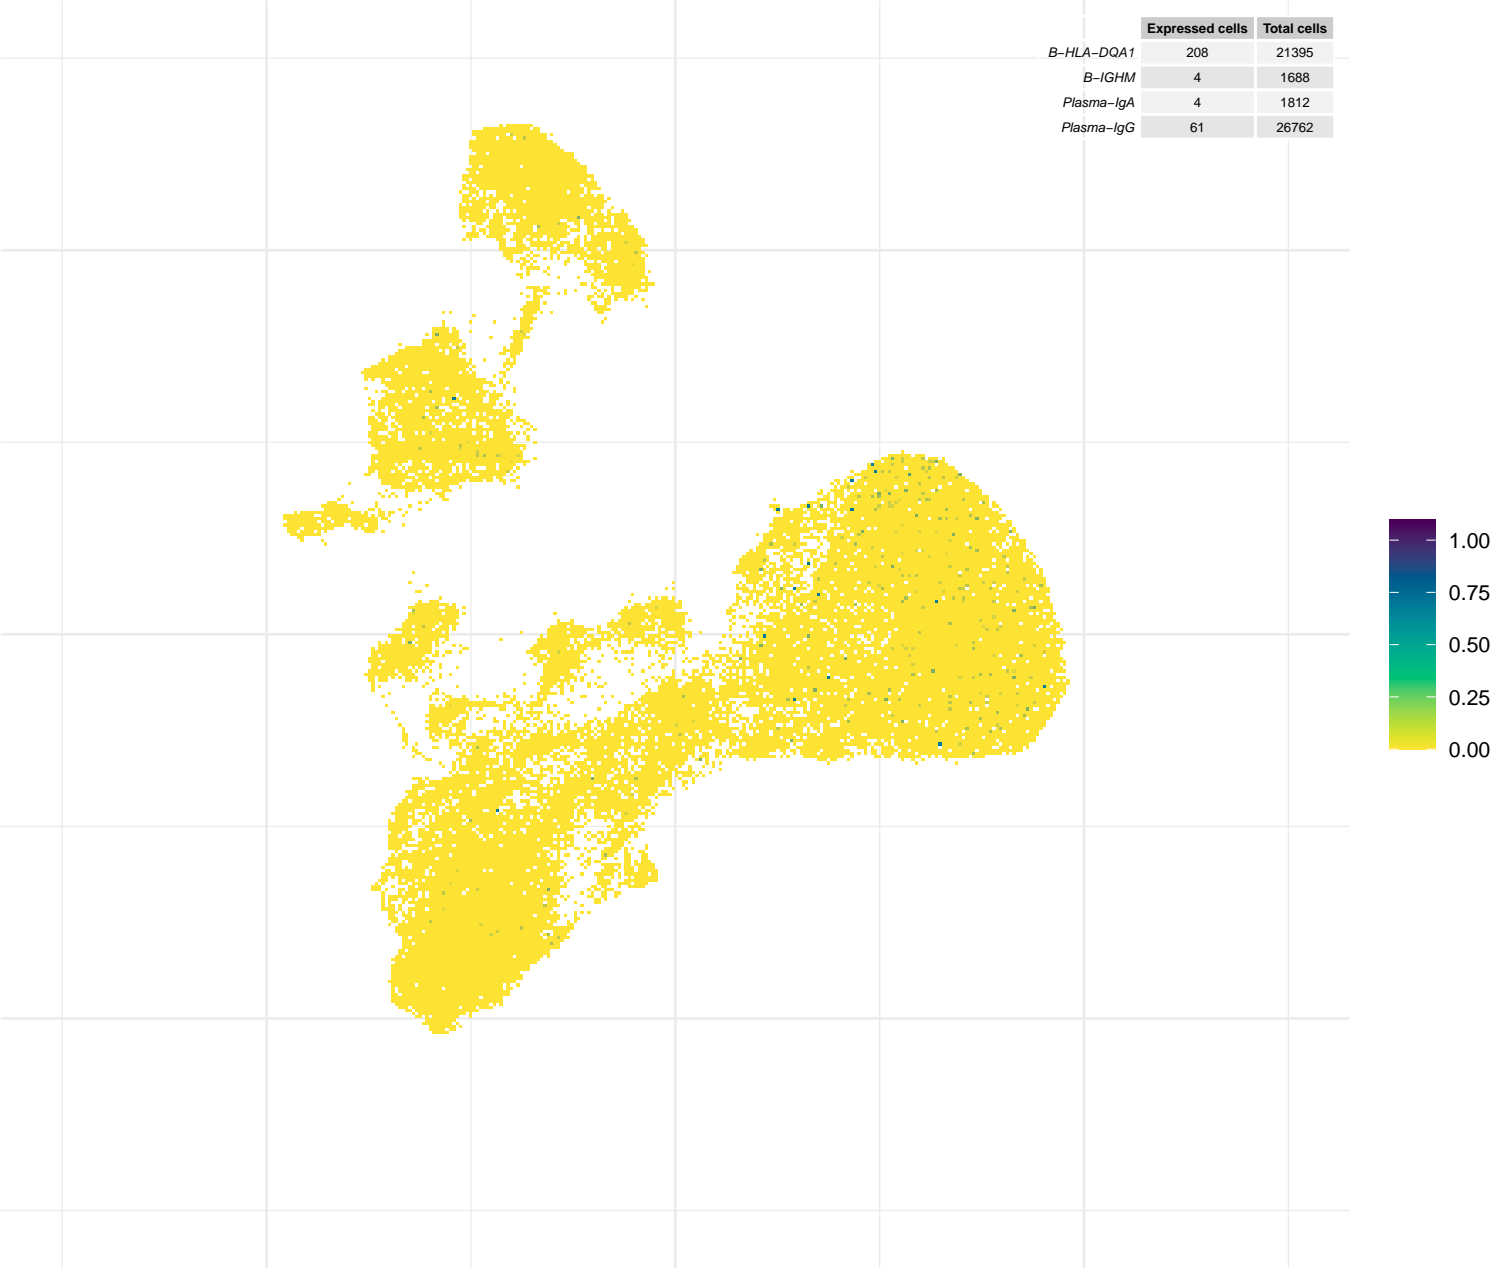 Expressed cells Total cells
B−HLA−DQA1 208 21395
B−IGHM 4 1688
Plasma−IgA 4 1812
Plasma−IgG 61 26762
1.00
0.75
0.50
0.25
0.00